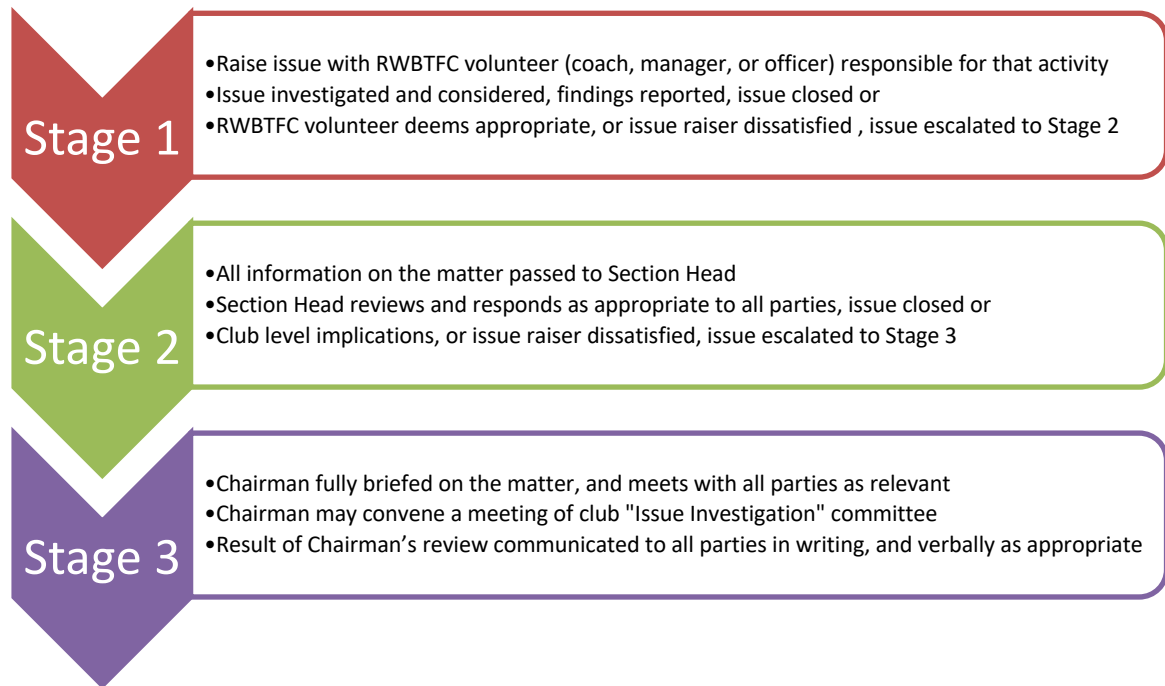 Stage 1
•Raise issue with RWBTFC volunteer (coach, manager, or officer) responsible for that activity
•Issue investigated and considered, findings reported, issue closed or
•RWBTFC volunteer deems appropriate, or issue raiser dissatisfied , issue escalated to Stage 2
Stage 2
•All information on the matter passed to Section Head
•Section Head reviews and responds as appropriate to all parties, issue closed or
•Club level implications, or issue raiser dissatisfied, issue escalated to Stage 3
Stage 3
•Chairman fully briefed on the matter, and meets with all parties as relevant
•Chairman may convene a meeting of club "Issue Investigation" committee
•Result of Chairman’s review communicated to all parties in writing, and verbally as appropriate